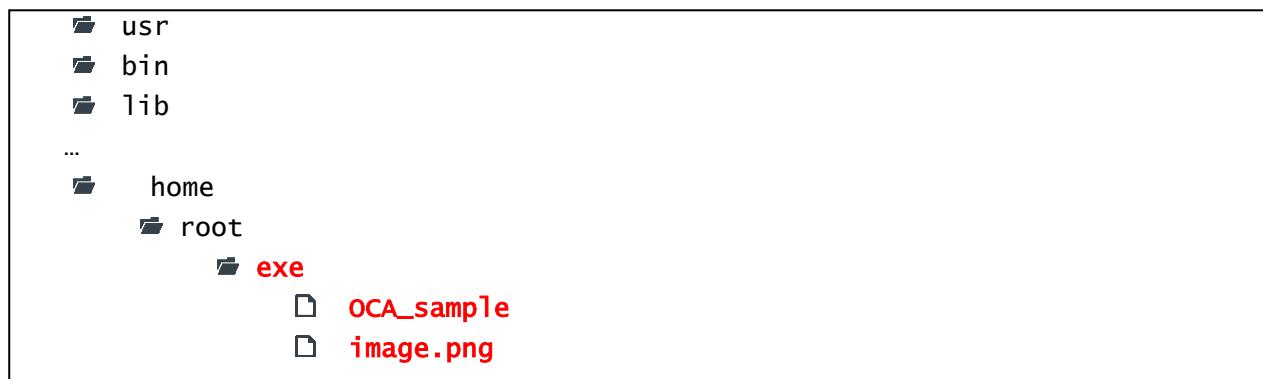 usr
bin
lib
…
home
root
exe
OCA_sample
image.png